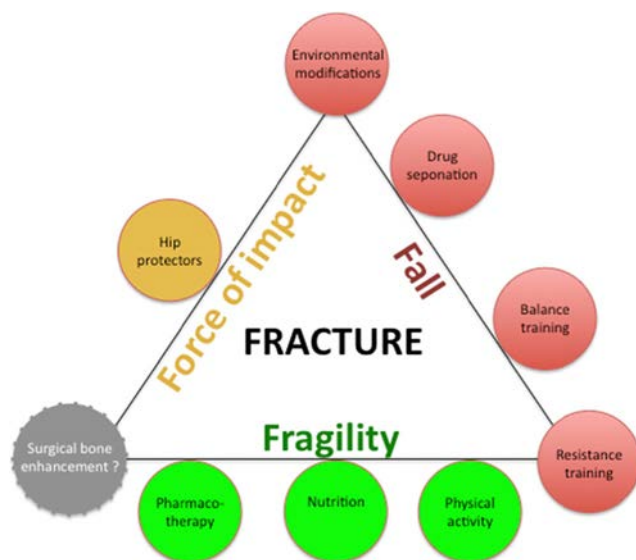 Environmental
modifications
Drug
seponation
Force of impact
Hip
protectors
Fall
Balance
training
FRACTURE
Fragility
Surgical bone
enhancement ?
Resistance
training
Pharmaco-
therapy
Nutrition
Physical
activity